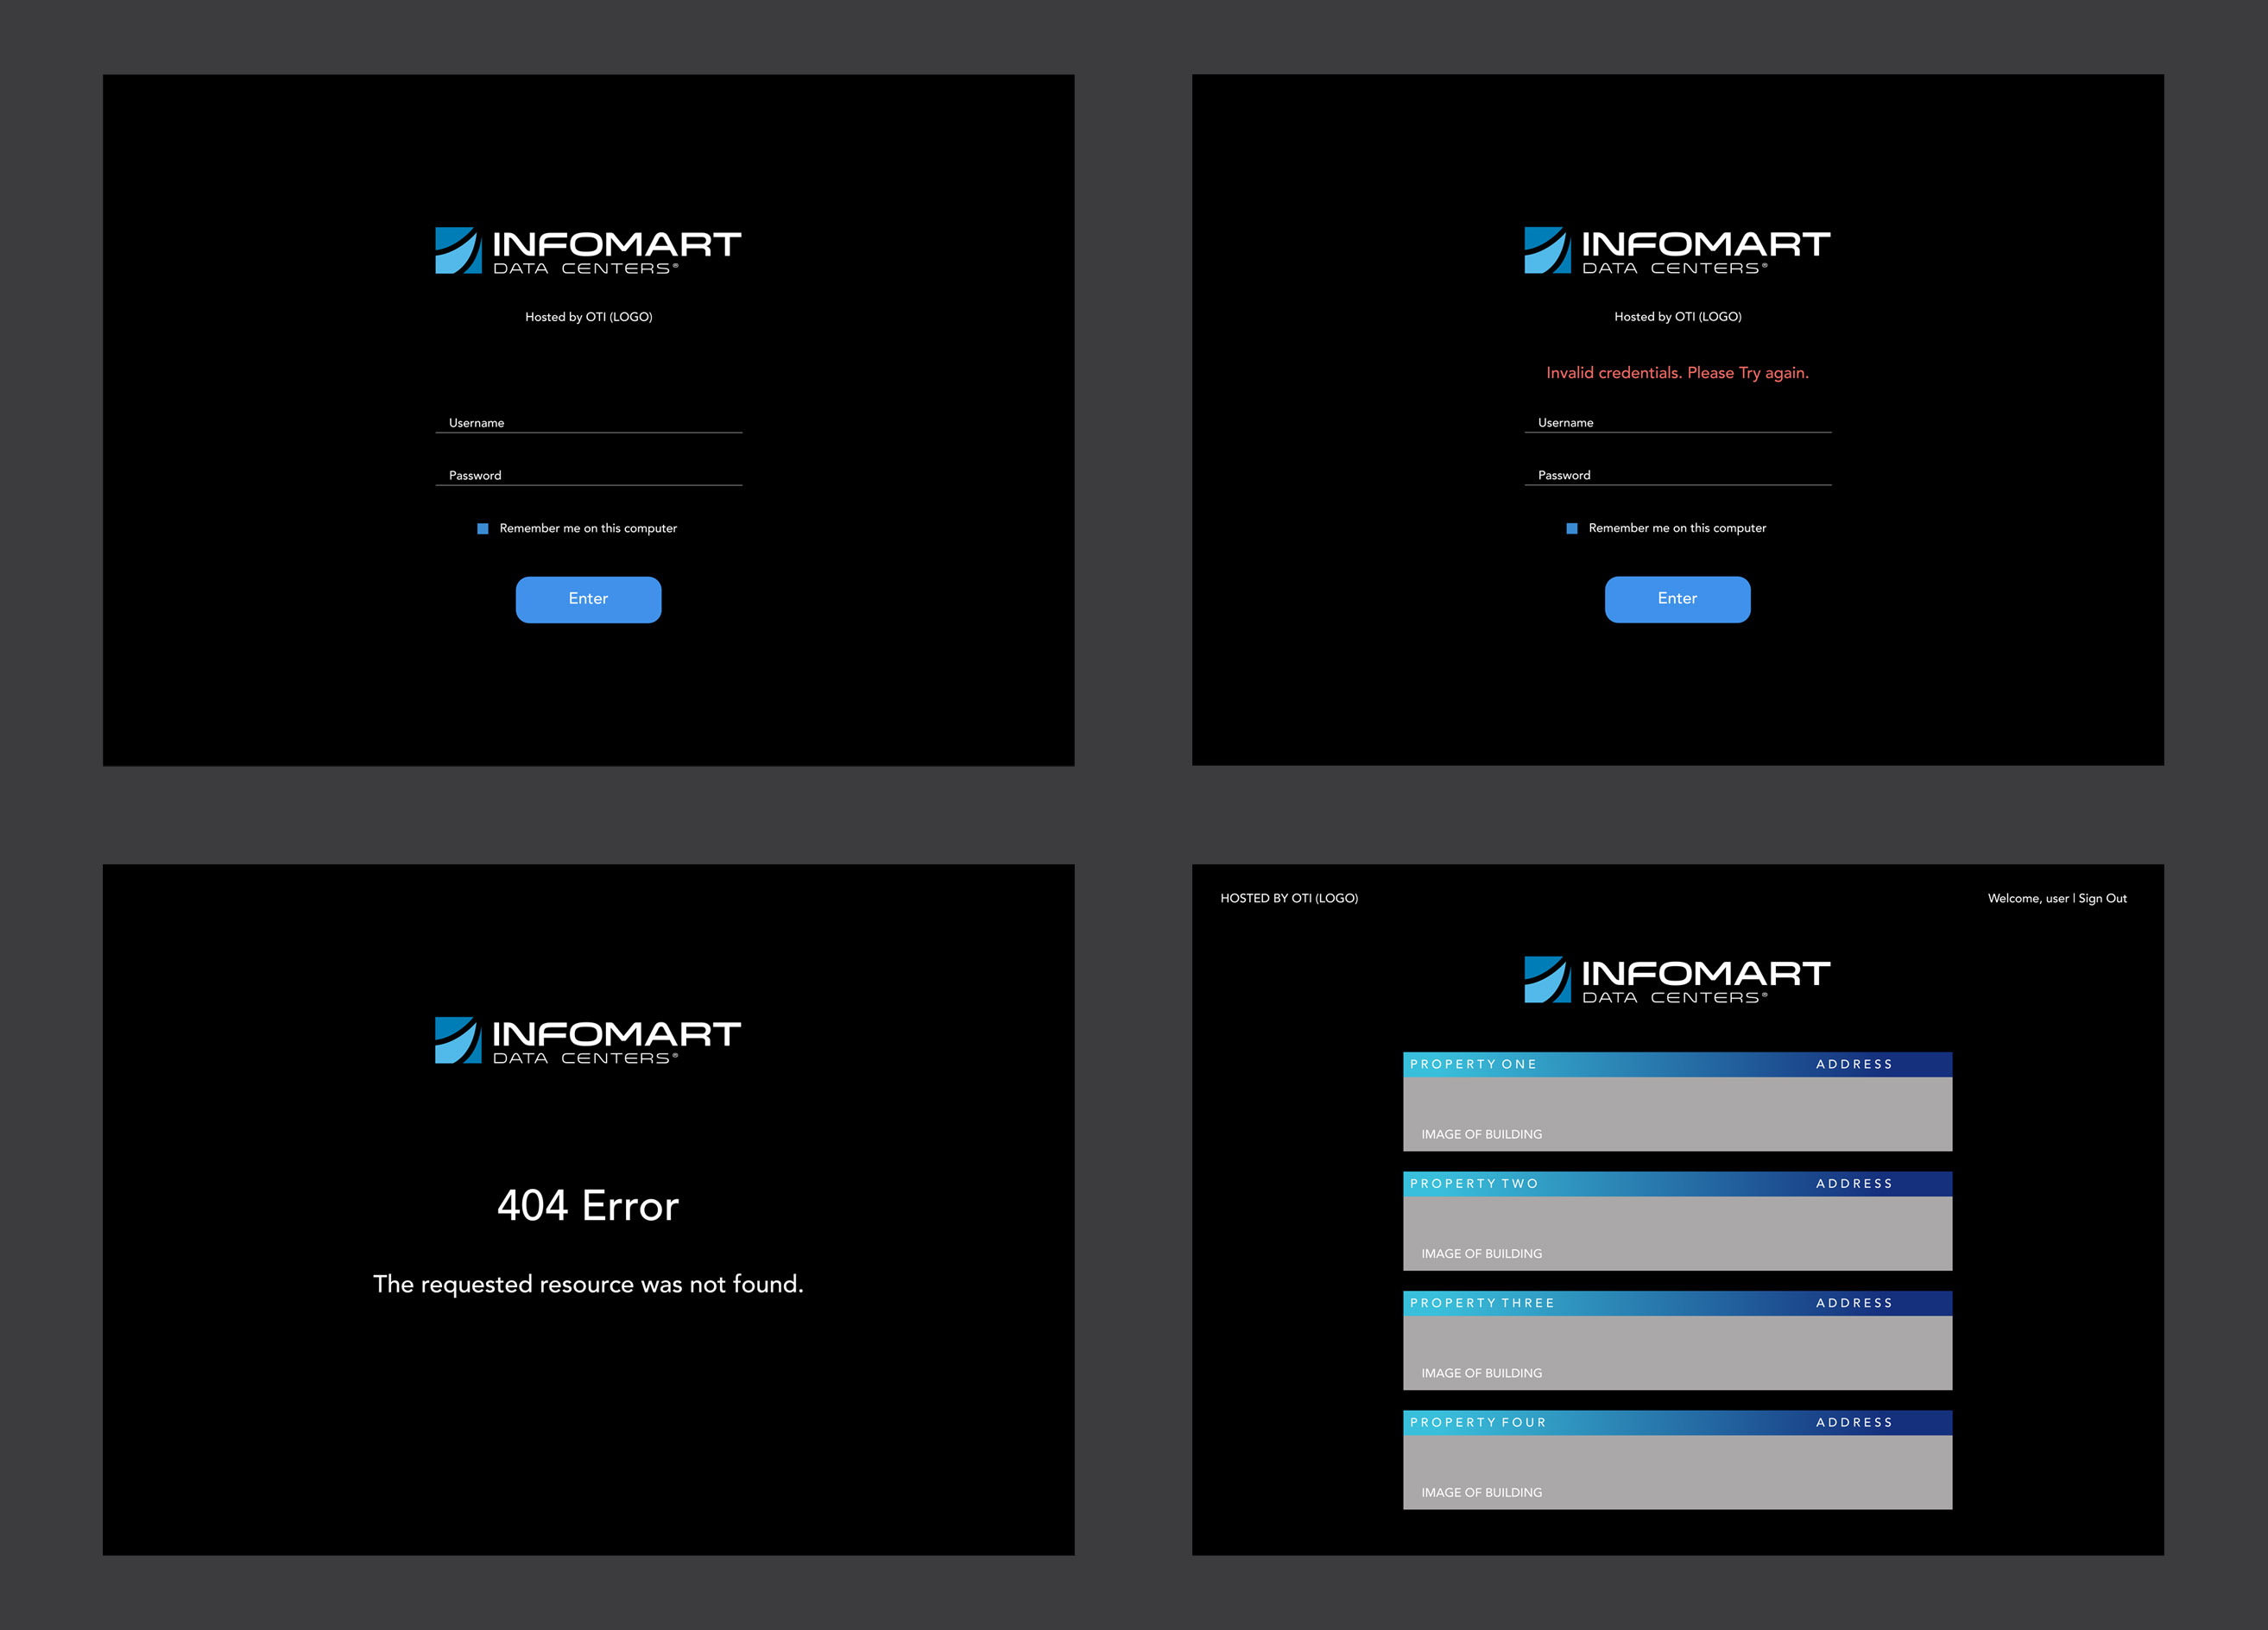 INFOMART
DATA CENTERS®
Hosted by OTI (LOGO)
Username
Password
Remember me on this computer
Enter
INFOMART
DATA CENTERS®
Hosted by OTI (LOGO)
Invalid credentials. Please Try again.
Username
Password
Remember me on this computer
Enter
INFOMART
DATA CENTERS®
404 Error
The requested resource was not found.
HOSTED BY OTI (LOGO)
Welcome, user | Sign Out
INFOMART
DATA CENTERS®
PROPERTY ONE ADDRESS
IMAGE OF BUILDING
PROPERTY TWO ADDRESS
IMAGE OF BUILDING
PROPERTY THREE ADDRESS
IMAGE OF BUILDING
PROPERTY FOUR ADDRESS
IMAGE OF BUILDING